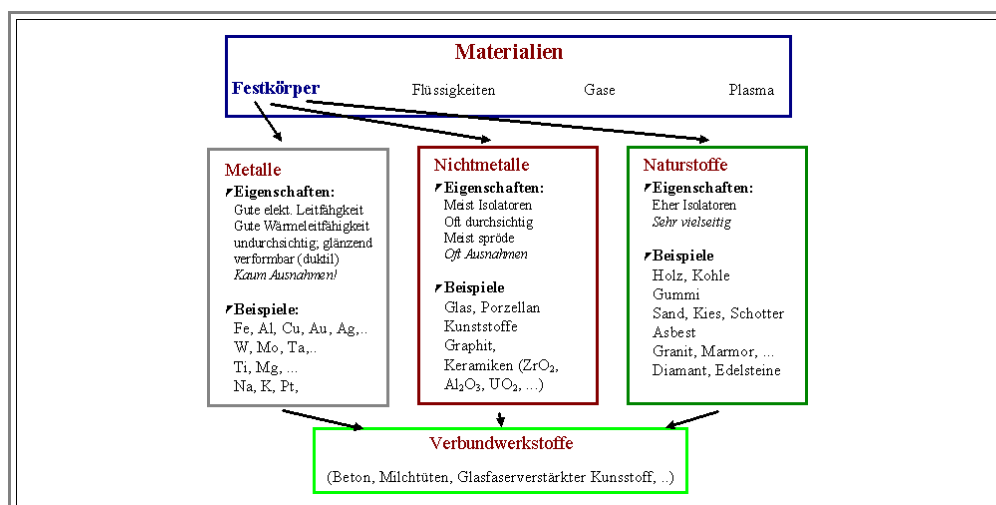 Materialien
Festkörper Flüssigkeiten Gase Plasma
Metalle
Eigenschaften:
Gute elekt. Leitfähgkeit
Gute Wärmeleitfähigkeit
undurchsichtig; glänzend
verformbar (duktil)
Kaum Ausnahmen!
Beispiele:
Fe, Al, Cu, Au, Ag,..
W, Mo, Ta,..
Ti, Mg, ...
Na, K, Pt,
Nichtmetalle
Eigenschaften:
Meist Isolatoren
Oft durchsichtig
Meist spröde
Oft Ausnahmen
Beispiele
Glas, Porzellan
Kunststoffe
Graphit,
Keramiken (ZrO₂,
Al₂O₃, UO₂, ...)
Naturstoffe
Eigenschaften:
Eher Isolatoren
Sehr vielseitig
Beispiele
Holz, Kohle
Gummi
Sand, Kies, Schotter
Asbest
Granit, Marmor, ...
Diamant, Edelsteine
Verbundwerkstoffe
(Beton, Milchtüten, Glasfaserverstärkter Kunsstoff, ..)